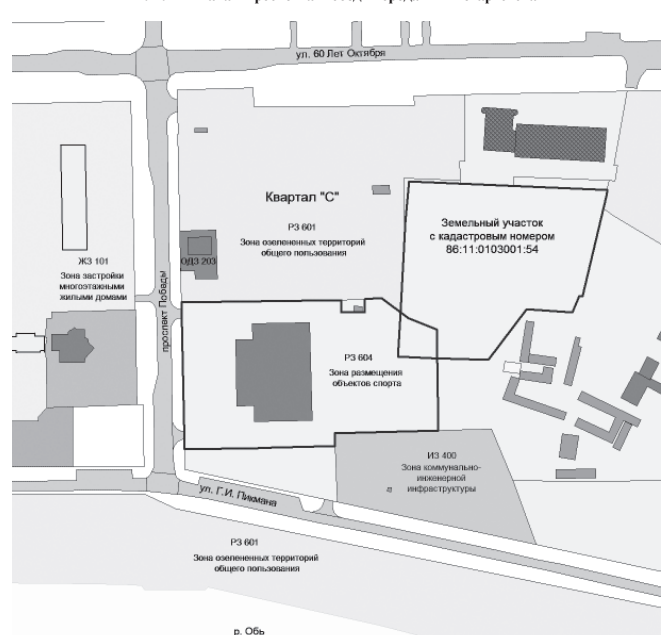 ул. 60 Лет Октября
Квартал "С"
РЗ 601
Зона озелененных территорий
общего пользования
Земельный участок
с кадастровым номером
86:11:0103001:54
ОДЗ 203
ЖЗ 101
Зона застройки
многоэтажными
жилыми домами
проспект Победы
РЗ 604
Зона размещения
объектов спорта
ИЗ 400
Зона коммунально-
инженерной
инфраструктуры
ул. Г.И. Пикмана
РЗ 601
Зона озелененных территорий
общего пользования
р. Обь